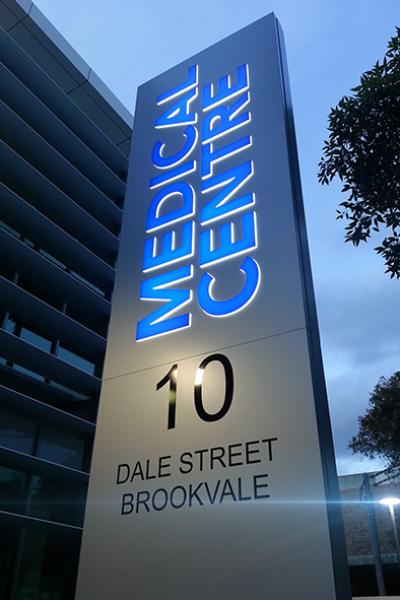 MEDICAL
CENTRE
10
DALE STREET
BROOKVALE